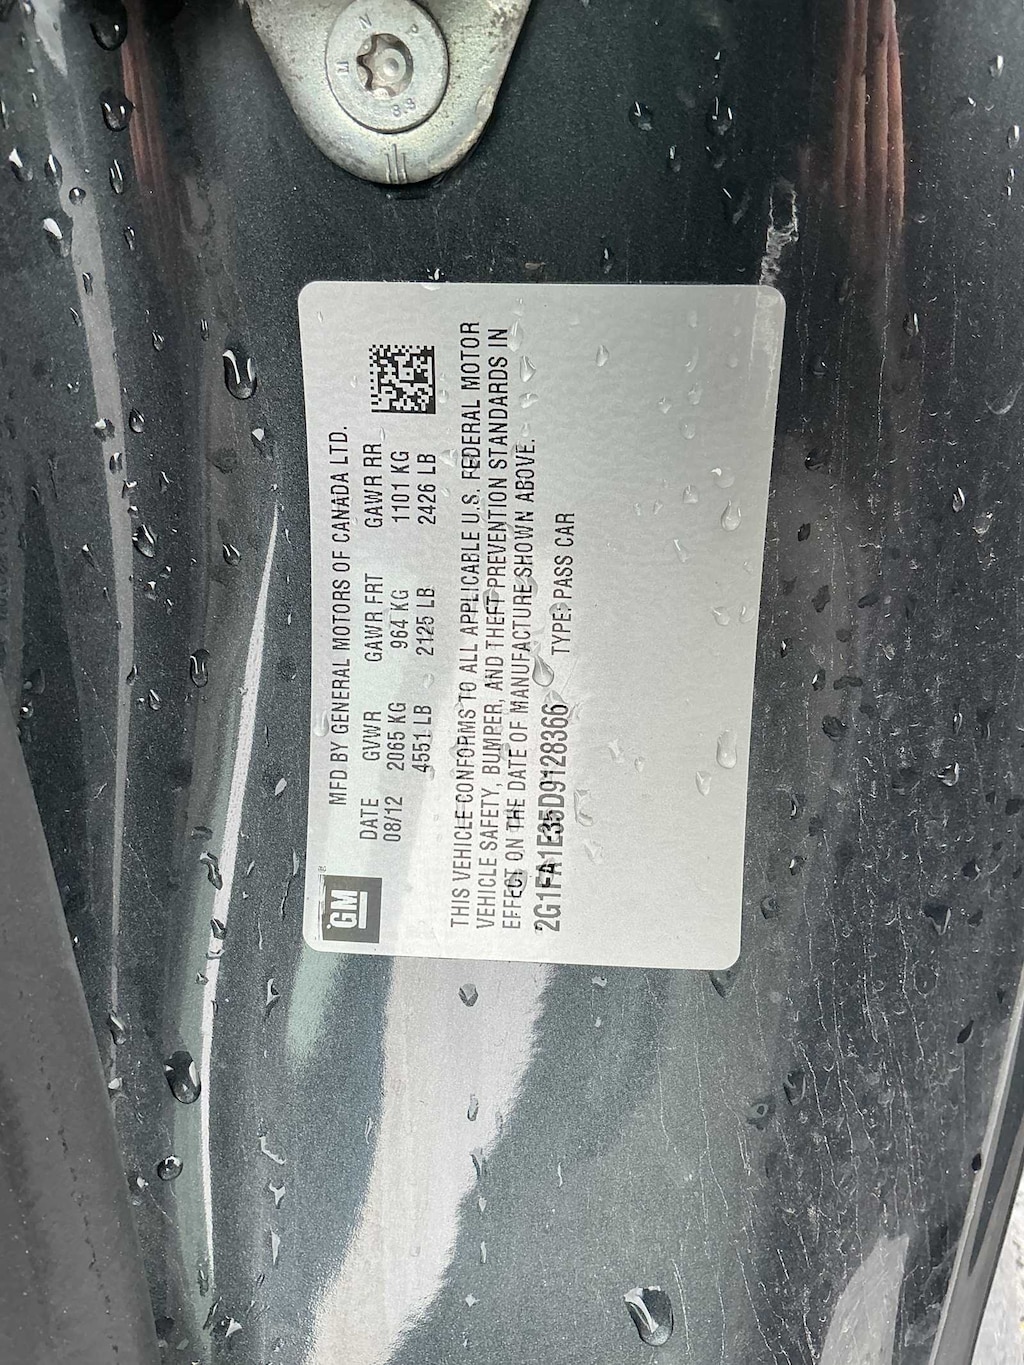 MFD BY GENERAL MOTORS OF CANADA LTD.
DATE GVWR GAWR FRT GAWR RR
08/12 2065 KG 964 KG 1101 KG
4551 LB 2125 LB 2426 LB
THIS VEHICLE CONFORMS TO ALL APPLICABLE U.S. FEDERAL MOTOR
VEHICLE SAFETY, BUMPER, AND THEFT PREVENTION STANDARDS IN
EFFECT ON THE DATE OF MANUFACTURE SHOWN ABOVE.
2G1FA1E35D9128366 TYPE: PASS CAR
GM